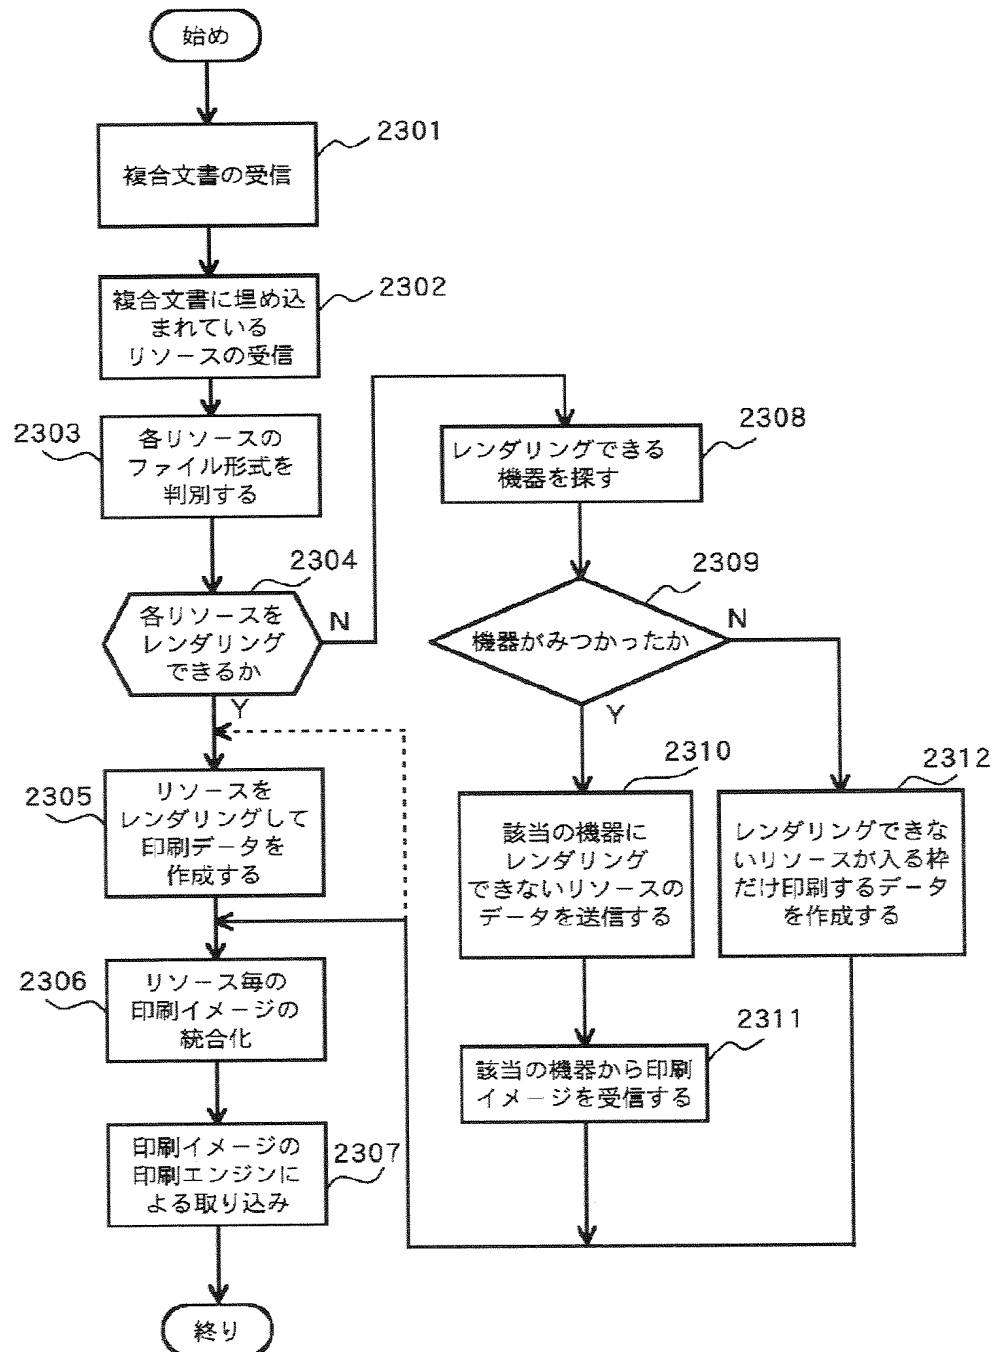 始め
2301
複合文書の受信
2302
複合文書に埋め込
まれている
リソースの受信
2303
各リソースの
ファイル形式を
判別する
2304
各リソースを
レンダリング
できるか
N
Y
2305
リソースを
レンダリングして
印刷データを
作成する
2306
リソース毎の
印刷イメージの
統合化
2307
印刷イメージの
印刷エンジンに
よる取り込み
終り
2308
レンダリングできる
機器を探す
2309
機器がみつかったか
N
Y
2310
該当の機器に
レンダリング
できないリソースの
データを送信する
2311
該当の機器から印刷
イメージを受信する
2312
レンダリングできな
いリソースが入る枠
だけ印刷するデータ
を作成する